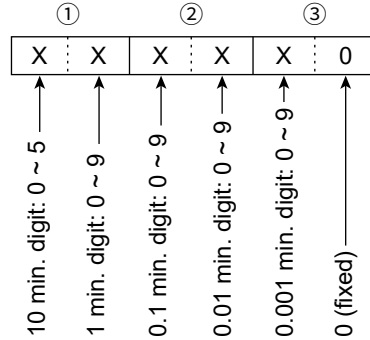 ① ② ③
X X X X X 0
10 min. digit: 0 ~ 5
1 min. digit: 0 ~ 9
0.1 min. digit: 0 ~ 9
0.01 min. digit: 0 ~ 9
0.001 min. digit: 0 ~ 9
0 (fixed)